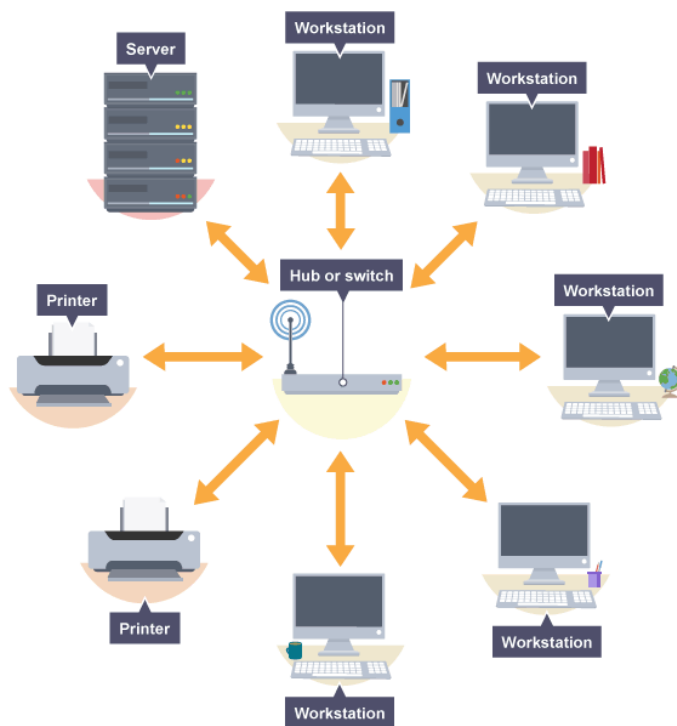 Workstation
Server
Workstation
Hub or switch
Printer
Workstation
Printer
Workstation
Workstation